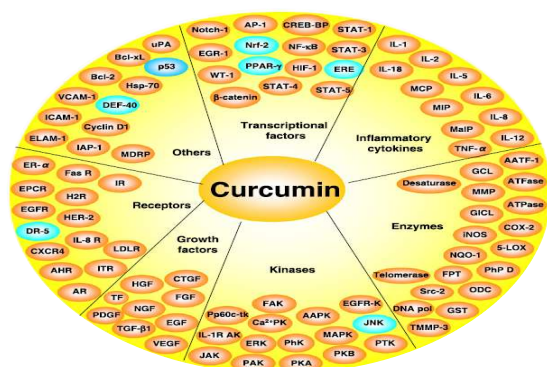 Curcumin
Transcriptional factors
Notch-1
AP-1
CREB-BP
STAT-1
EGR-1
Nrf-2
NF-κB
STAT-3
WT-1
PPAR-γ
HIF-1
ERE
β-catenin
STAT-4
STAT-5
Inflammatory cytokines
IL-1
IL-2
IL-18
IL-5
MCP
IL-6
MIP
IL-8
MaIP
IL-12
TNF-α
Enzymes
AATF-1
GCL
Desaturase
ATFase
MMP
ATPase
GICL
COX-2
iNOS
5-LOX
NQO-1
PhP D
Telomerase
FPT
ODC
Src-2
GST
DNA pol
TMMP-3
Kinases
FAK
EGFR-K
Pp60c-tk
AAPK
Ca²⁺PK
JNK
IL-1R AK
MAPK
ERK
PhK
PTK
JAK
PKB
PAK
PKA
Growth factors
CTGF
HGF
FGF
TF
NGF
PDGF
EGF
TGF-β1
VEGF
Receptors
ER-α
Fas R
IR
EPCR
H2R
EGFR
HER-2
DR-5
IL-8 R
CXCR4
LDLR
AHR
ITR
AR
Others
uPA
Bcl-xL
p53
Bcl-2
Hsp-70
VCAM-1
DEF-40
ICAM-1
Cyclin D1
ELAM-1
IAP-1
MDRP